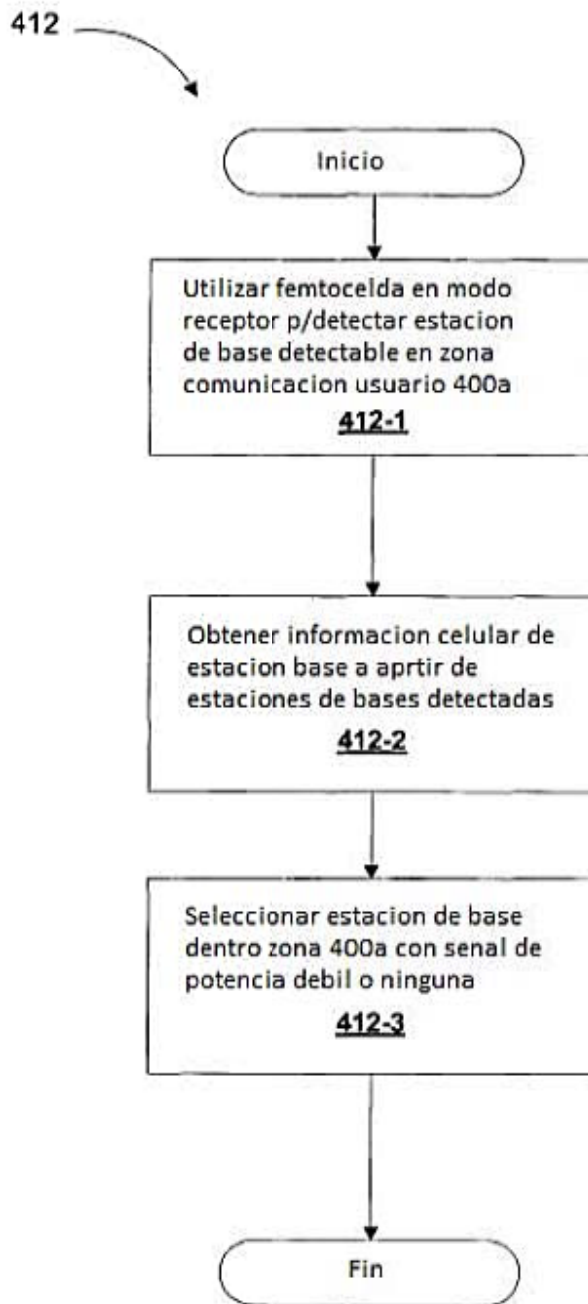 412
Inicio
Utilizar femtocelda en modo
receptor p/detectar estacion
de base detectable en zona
comunicacion usuario 400a
412-1
Obtener informacion celular de
estacion base a aprtir de
estaciones de bases detectadas
412-2
Seleccionar estacion de base
dentro zona 400a con senal de
potencia debil o ninguna
412-3
Fin